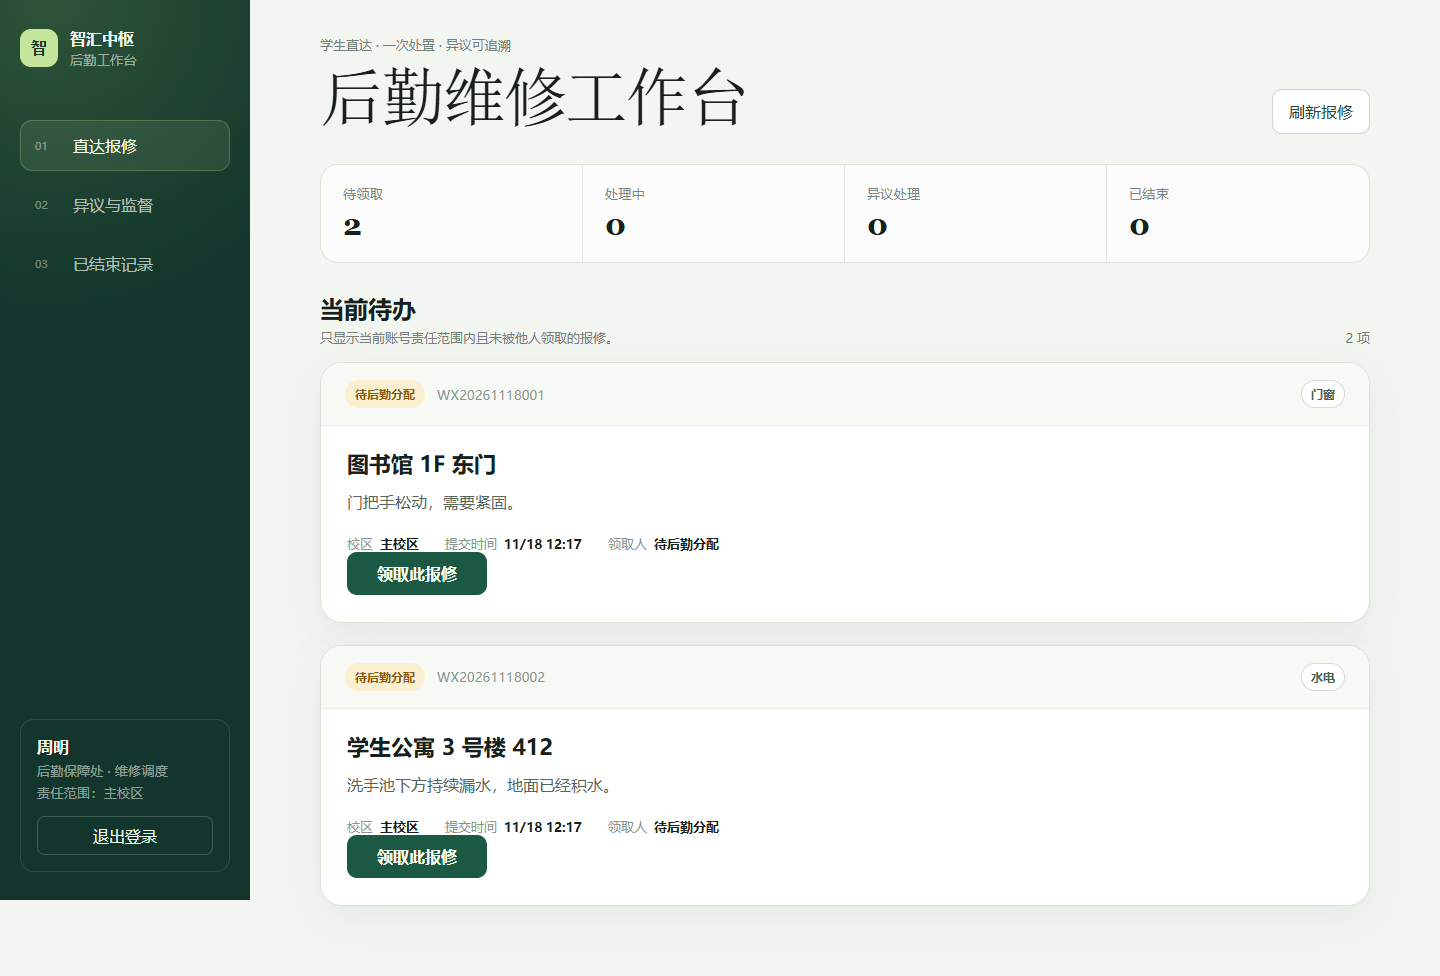 智
智汇中枢
后勤工作台
01 直达报修
02 异议与监督
03 已结束记录
周明
后勤保障处 · 维修调度
责任范围：主校区
退出登录
学生直达 · 一次处置 · 异议可追溯
后勤维修工作台
刷新报修
待领取
2
处理中
0
异议处理
0
已结束
0
当前待办
只显示当前账号责任范围内且未被他人领取的报修。
2 项
待后勤分配 WX20261118001 门窗
图书馆 1F 东门
门把手松动，需要紧固。
校区 主校区 提交时间 11/18 12:17 领取人 待后勤分配
领取此报修
待后勤分配 WX20261118002 水电
学生公寓 3 号楼 412
洗手池下方持续漏水，地面已经积水。
校区 主校区 提交时间 11/18 12:17 领取人 待后勤分配
领取此报修